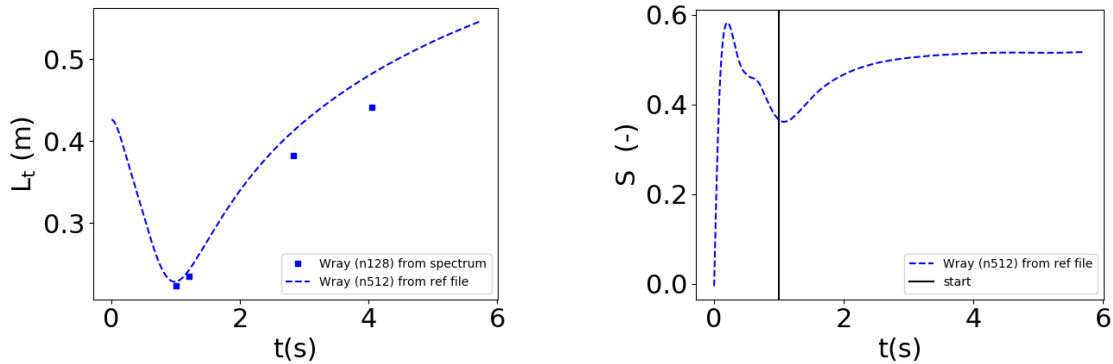 0.5
0.4
0.3
L_t (m)
0 2 4 6
t(s)
Wray (n128) from spectrum
Wray (n512) from ref file
0.6
0.4
0.2
0.0
S (-)
0 2 4 6
t(s)
Wray (n512) from ref file
start